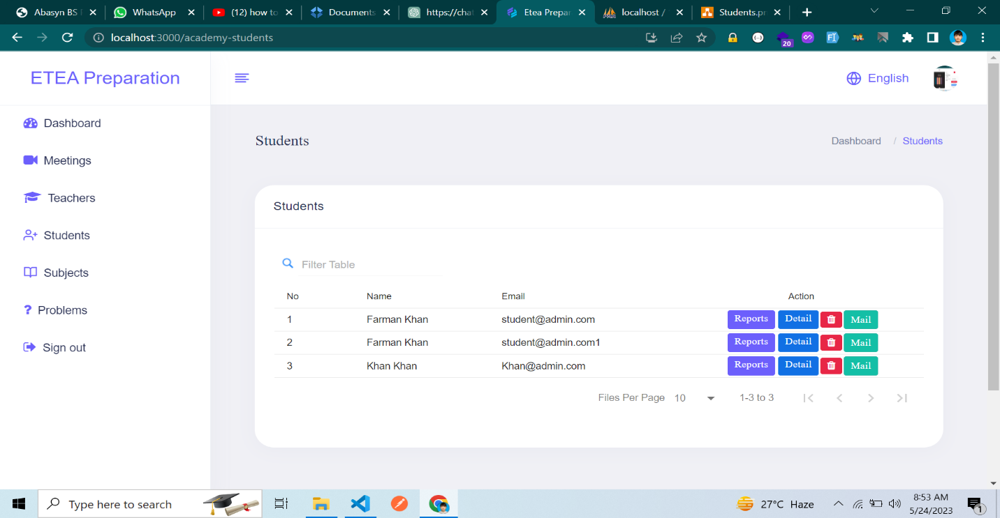 Abasyn BS
WhatsApp
(12) how to
Documents
https://chat
Etea Prepar
localhost /
Students.pr
localhost:3000/academy-students
20
ETEA Preparation
English
Dashboard
Meetings
Teachers
Students
Subjects
Problems
Sign out
Students
Dashboard / Students
Students
Filter Table
No Name Email Action
1 Farman Khan student@admin.com Reports Detail Mail
2 Farman Khan student@admin.com1 Reports Detail Mail
3 Khan Khan Khan@admin.com Reports Detail Mail
Files Per Page 10 1-3 to 3
Type here to search
27°C Haze
8:53 AM
5/24/2023
1